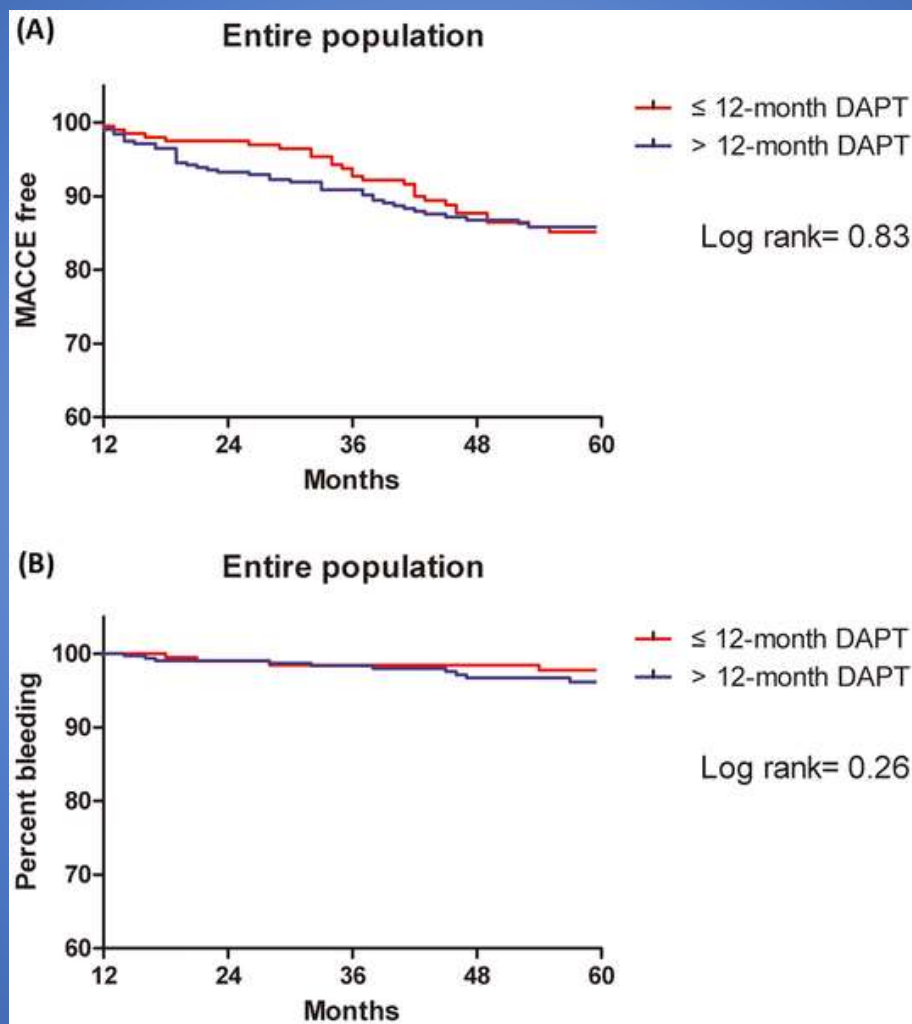 (A)
Entire population
MACCE free
100
90
80
70
60
12 24 36 48 60
Months
≤ 12-month DAPT
> 12-month DAPT
Log rank= 0.83
(B)
Entire population
Percent bleeding
100
90
80
70
60
12 24 36 48 60
Months
≤ 12-month DAPT
> 12-month DAPT
Log rank= 0.26